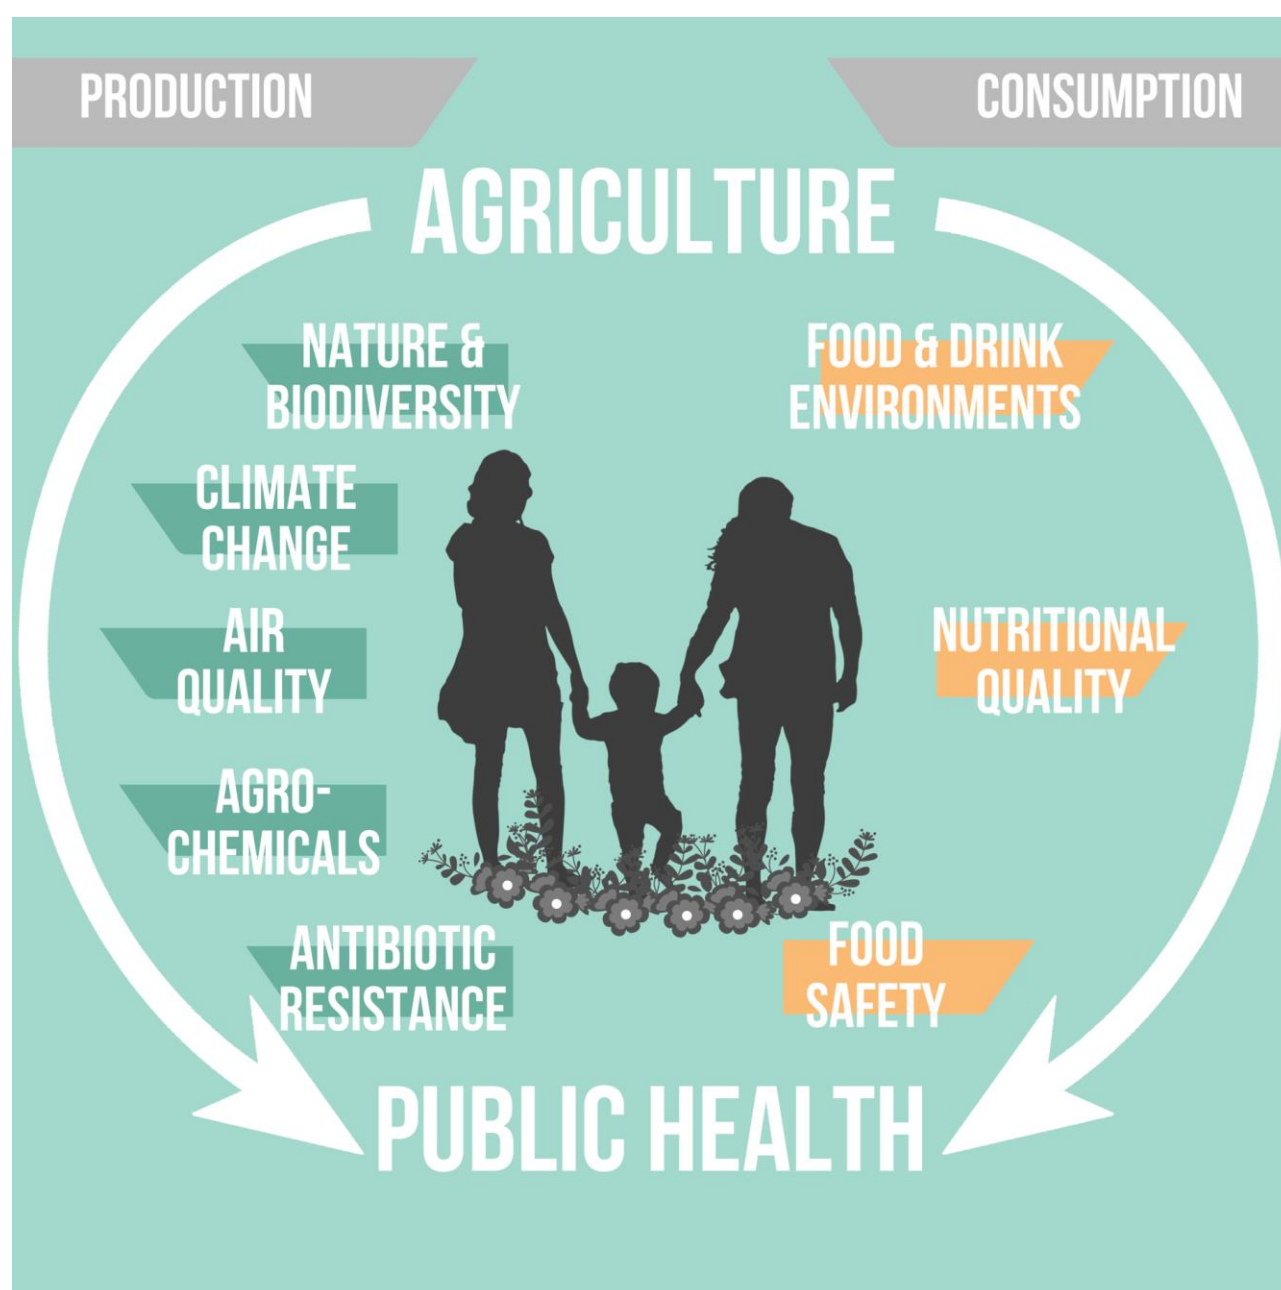 PRODUCTION
CONSUMPTION
AGRICULTURE
NATURE &
BIODIVERSITY
FOOD & DRINK
ENVIRONMENTS
CLIMATE
CHANGE
AIR
QUALITY
NUTRITIONAL
QUALITY
AGRO-
CHEMICALS
ANTIBIOTIC
RESISTANCE
FOOD
SAFETY
PUBLIC HEALTH